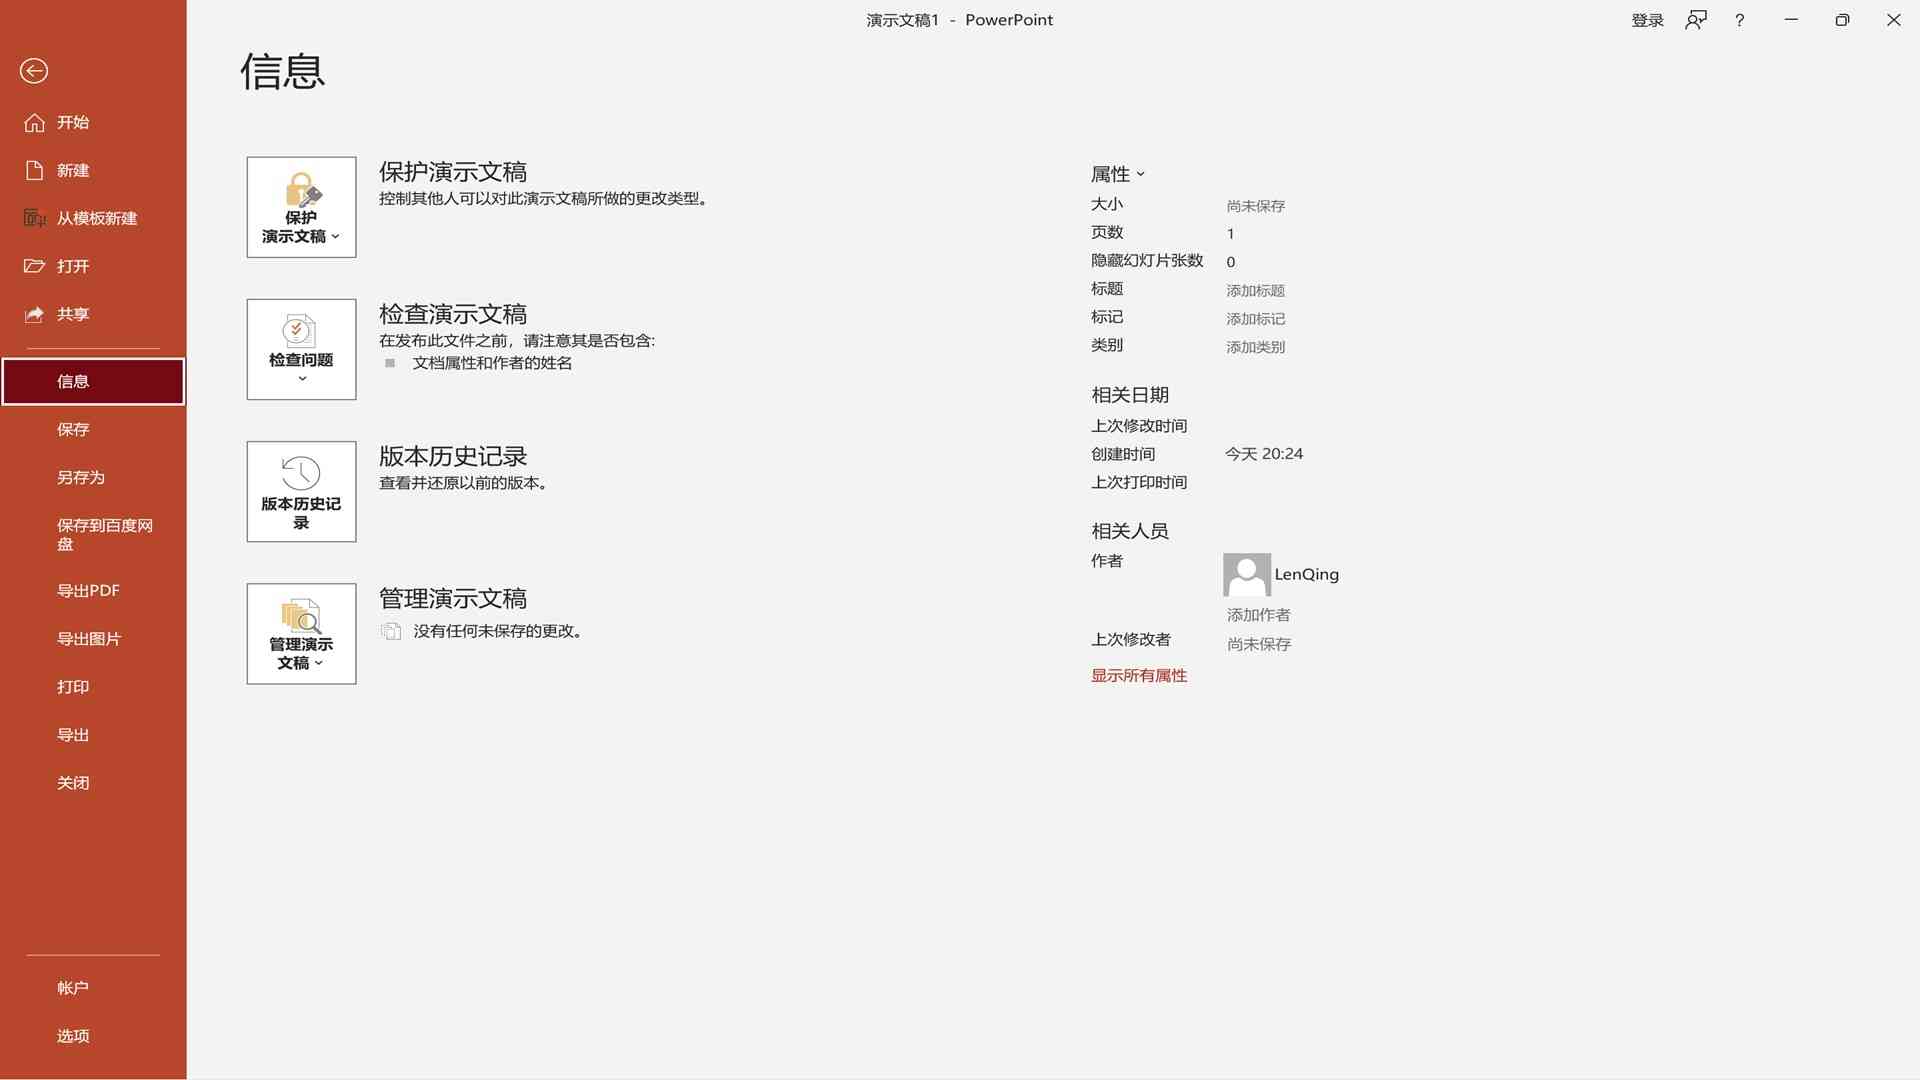 演示文稿1 - PowerPoint
登录
?
信息
开始
新建
从模板新建
打开
共享
信息
保存
另存为
保存到百度网
盘
导出PDF
导出图片
打印
导出
关闭
帐户
选项
保护
演示文稿
保护演示文稿
控制其他人可以对此演示文稿所做的更改类型。
检查问题
检查演示文稿
在发布此文件之前，请注意其是否包含:
文档属性和作者的姓名
版本历史记
录
版本历史记录
查看并还原以前的版本。
管理演示
文稿
管理演示文稿
没有任何未保存的更改。
属性
大小 尚未保存
页数 1
隐藏幻灯片张数 0
标题 添加标题
标记 添加标记
类别 添加类别
相关日期
上次修改时间
创建时间 今天 20:24
上次打印时间
相关人员
作者 LenQing
添加作者
上次修改者 尚未保存
显示所有属性